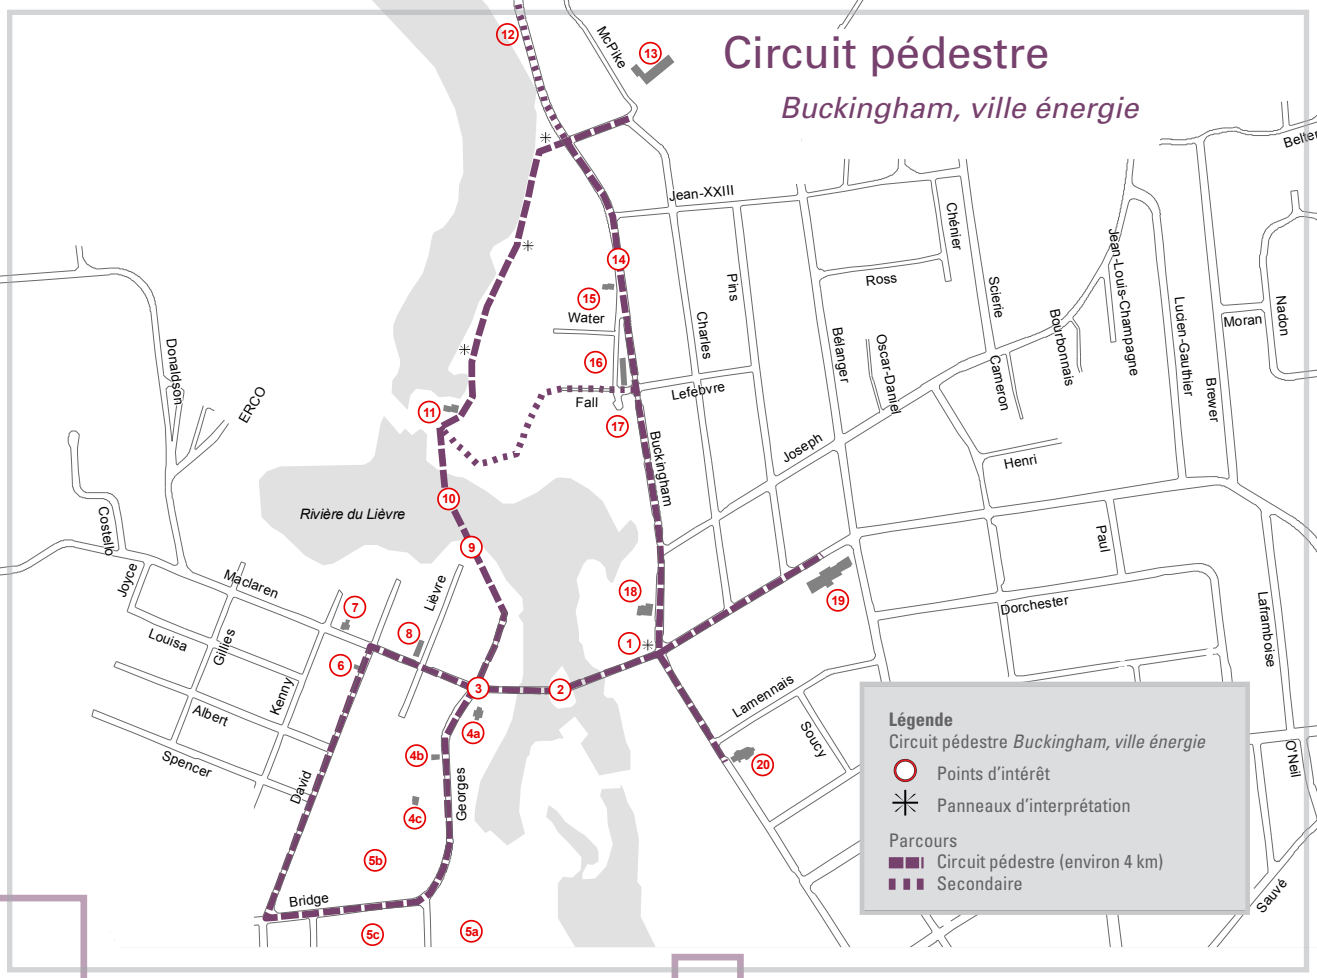 Circuit pédestre
Buckingham, ville énergie
12
McPike
13
Belter
Jean-XXIII
14
15
Water
16
Fall
17
Lefebvre
Pins
Charles
Buckingham
Ross
Chénier
Scierie
Bélanger
Oscar-Daniel
Cameron
Bourbonnais
Jean-Louis-Champagne
Lucien-Gauthier
Brewer
Moran
Nadon
Joseph
Henri
Donaldson
ERCO
11
10
Rivière du Lièvre
9
Costello
Joyce
Maclaren
Lièvre
7
8
6
Louisa
Gilles
Kenny
Albert
Spencer
David
3
2
1
18
19
4a
4b
4c
Georges
5b
Bridge
5c
5a
Paul
Dorchester
Laframboise
Lamennais
Soucy
20
O'Neil
Sauvé
Légende
Circuit pédestre Buckingham, ville énergie
Points d'intérêt
Panneaux d'interprétation
Parcours
Circuit pédestre (environ 4 km)
Secondaire